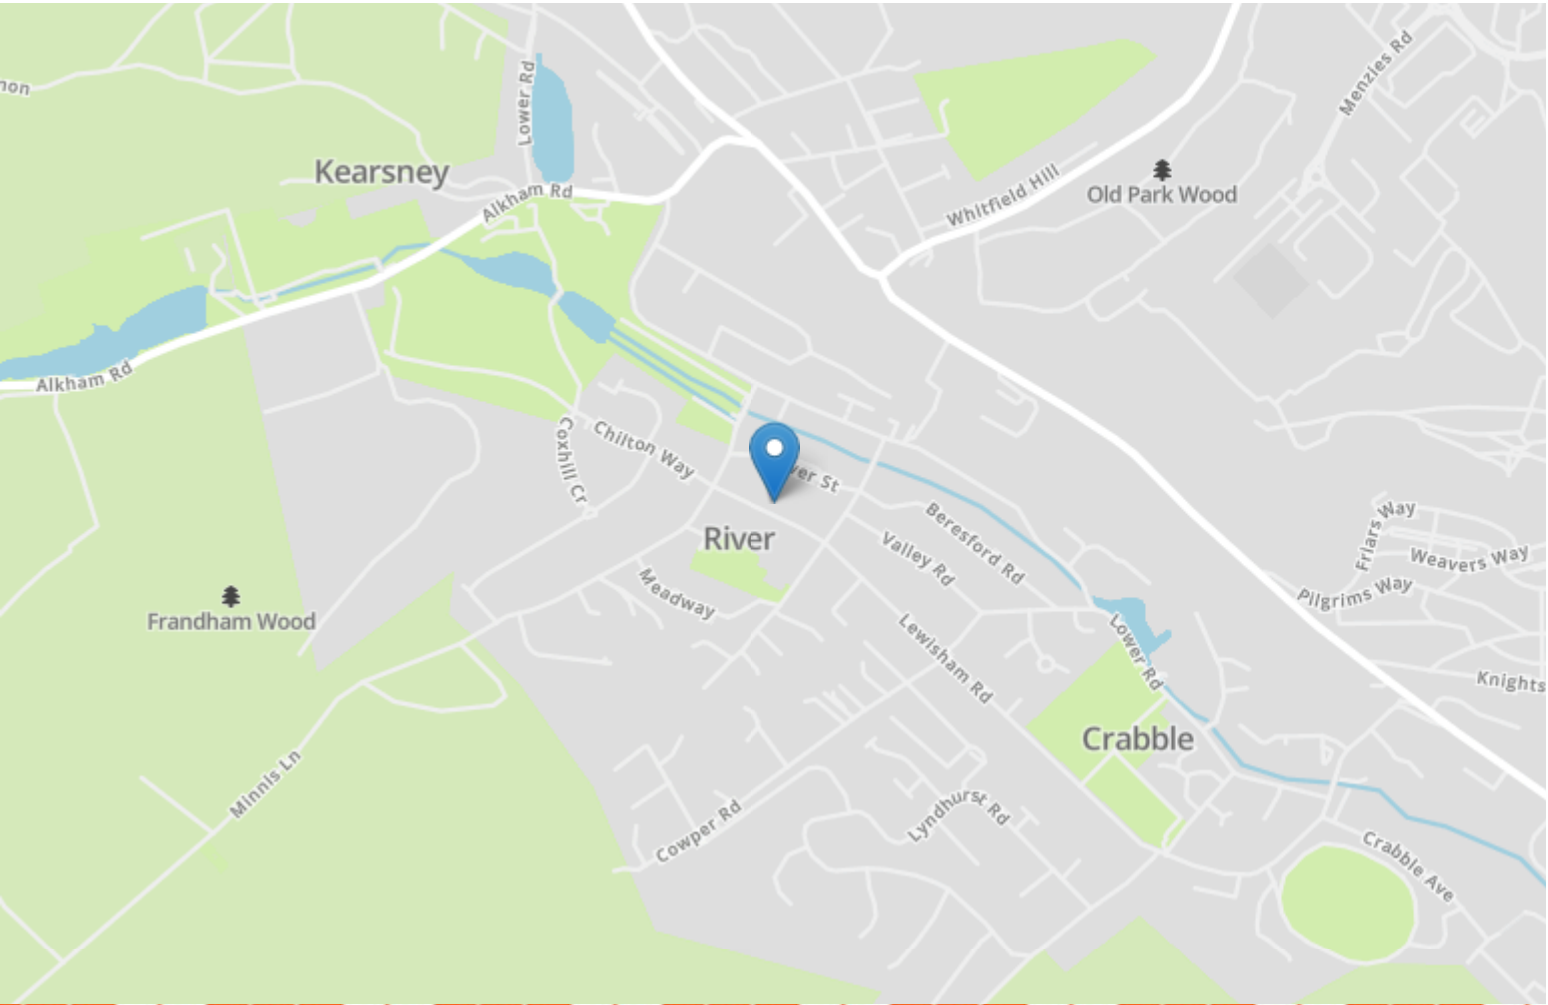 non
Lower Rd
Menzies Rd
Kearsney
Alkham Rd
Whitfield Hill
Old Park Wood
Alkham Rd
Coxhill Cr
Chilton Way
St
River
Beresford Rd
Valley Rd
Friars Way
Weavers Way
Pilgrims Way
Meadway
Frandham Wood
Lewisham Rd
Lower Rd
Knights
Crabble
Minnis Ln
Cowper Rd
Lyndhurst Rd
Crabble Ave